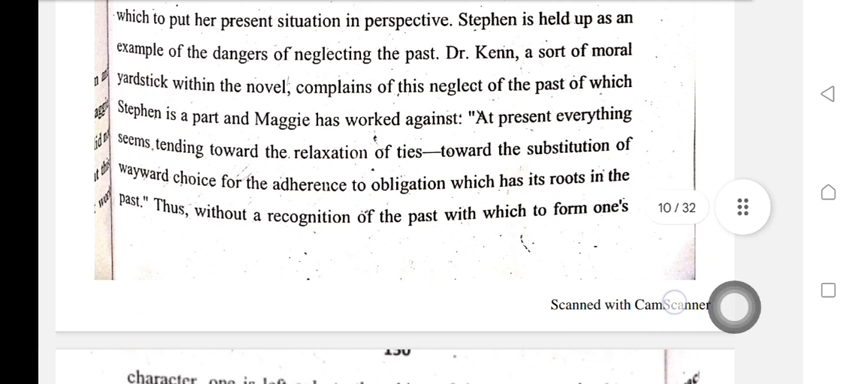 which to put her present situation in perspective. Stephen is held up as an
example of the dangers of neglecting the past. Dr. Kenn, a sort of moral
yardstick within the novel, complains of this neglect of the past of which
Stephen is a part and Maggie has worked against: "At present everything
seems tending toward the relaxation of ties—toward the substitution of
wayward choice for the adherence to obligation which has its roots in the
past." Thus, without a recognition of the past with which to form one's
10 / 32
Scanned with CamScanner
150
character, one is left